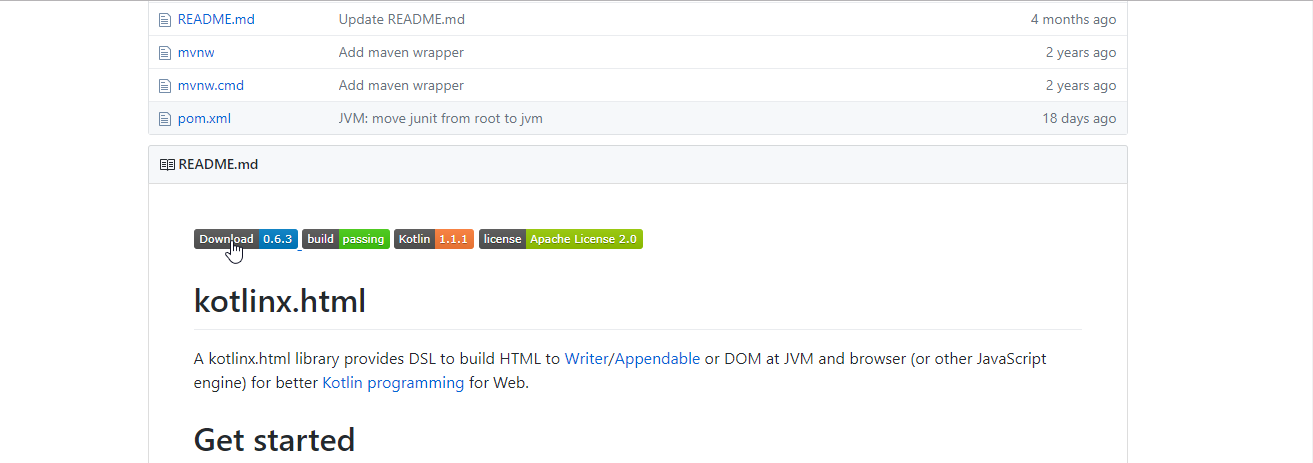 README.md Update README.md 4 months ago
mvnw Add maven wrapper 2 years ago
mvnw.cmd Add maven wrapper 2 years ago
pom.xml JVM: move junit from root to jvm 18 days ago
README.md
Download 0.6.3 build passing Kotlin 1.1.1 license Apache License 2.0
kotlinx.html
A kotlinx.html library provides DSL to build HTML to Writer/Appendable or DOM at JVM and browser (or other JavaScript
engine) for better Kotlin programming for Web.
Get started